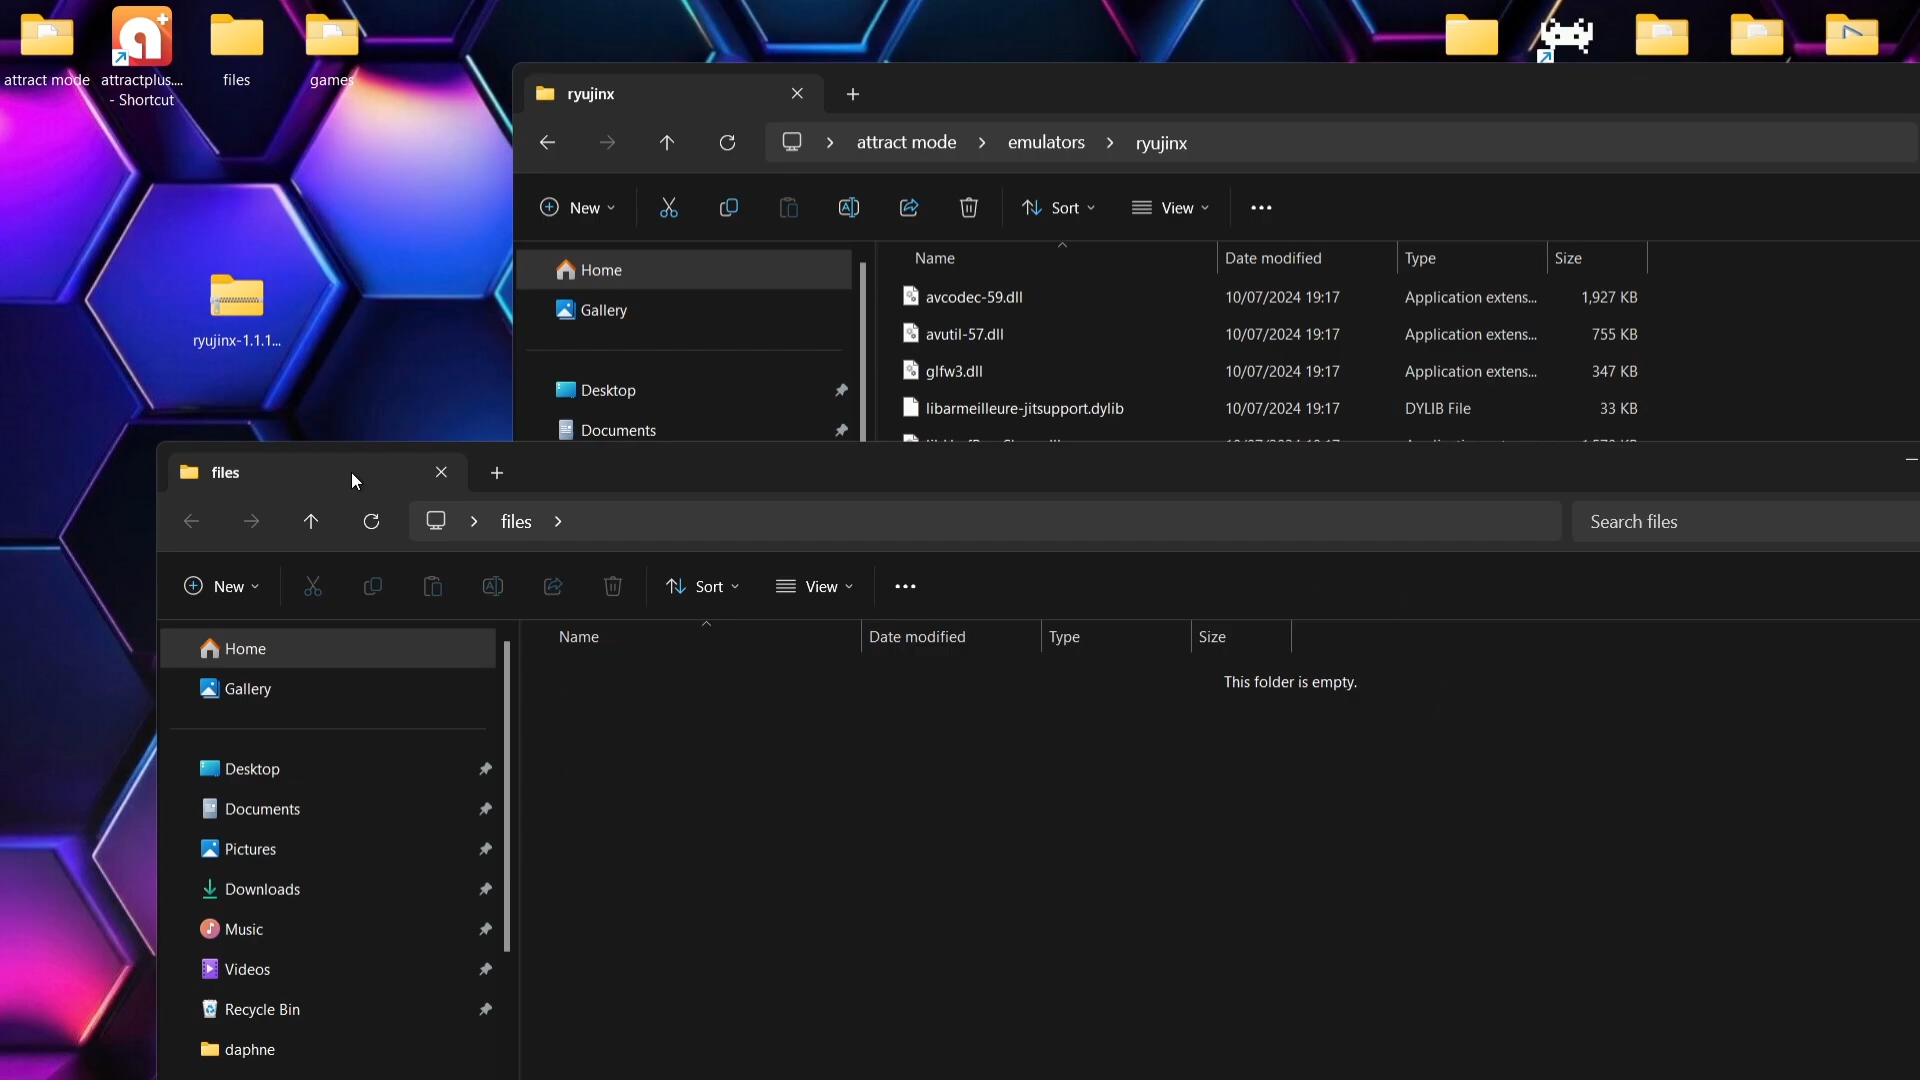 attract mode
attractplus....
- Shortcut
files
games
ryujinx-1.1.1...
ryujinx
attract mode
emulators
ryujinx
New
Sort
View
Home
Gallery
Desktop
Documents
Name
Date modified
Type
Size
avcodec-59.dll
10/07/2024 19:17
Application extens...
1,927 KB
avutil-57.dll
10/07/2024 19:17
Application extens...
755 KB
glfw3.dll
10/07/2024 19:17
Application extens...
347 KB
libarmeilleure-jitsupport.dylib
10/07/2024 19:17
DYLIB File
33 KB
files
files
Search files
New
Sort
View
Home
Gallery
Desktop
Documents
Pictures
Downloads
Music
Videos
Recycle Bin
daphne
Name
Date modified
Type
Size
This folder is empty.